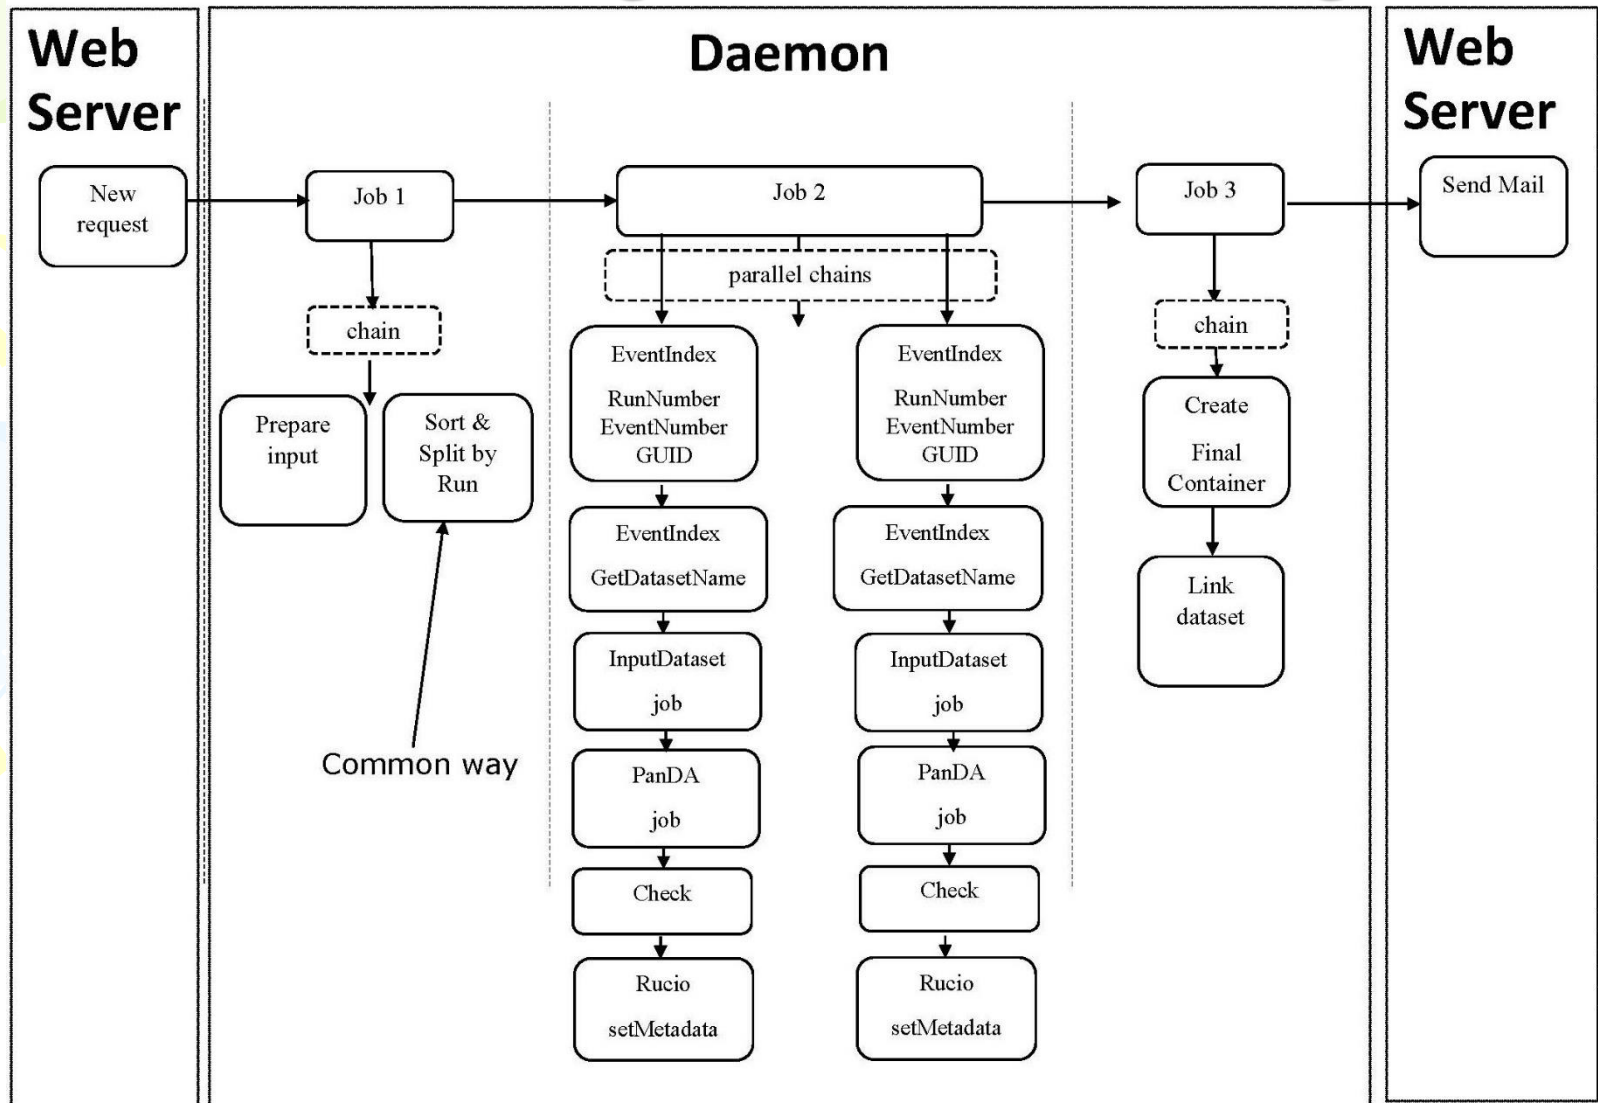 Web
Server
Daemon
Web
Server
New
request
Job 1
Job 2
Job 3
Send Mail
chain
parallel chains
chain
Prepare
input
Sort &
Split by
Run
Common way
EventIndex
RunNumber
EventNumber
GUID
EventIndex
GetDatasetName
InputDataset
job
PanDA
job
Check
Rucio
setMetadata
EventIndex
RunNumber
EventNumber
GUID
EventIndex
GetDatasetName
InputDataset
job
PanDA
job
Check
Rucio
setMetadata
Create
Final
Container
Link
dataset